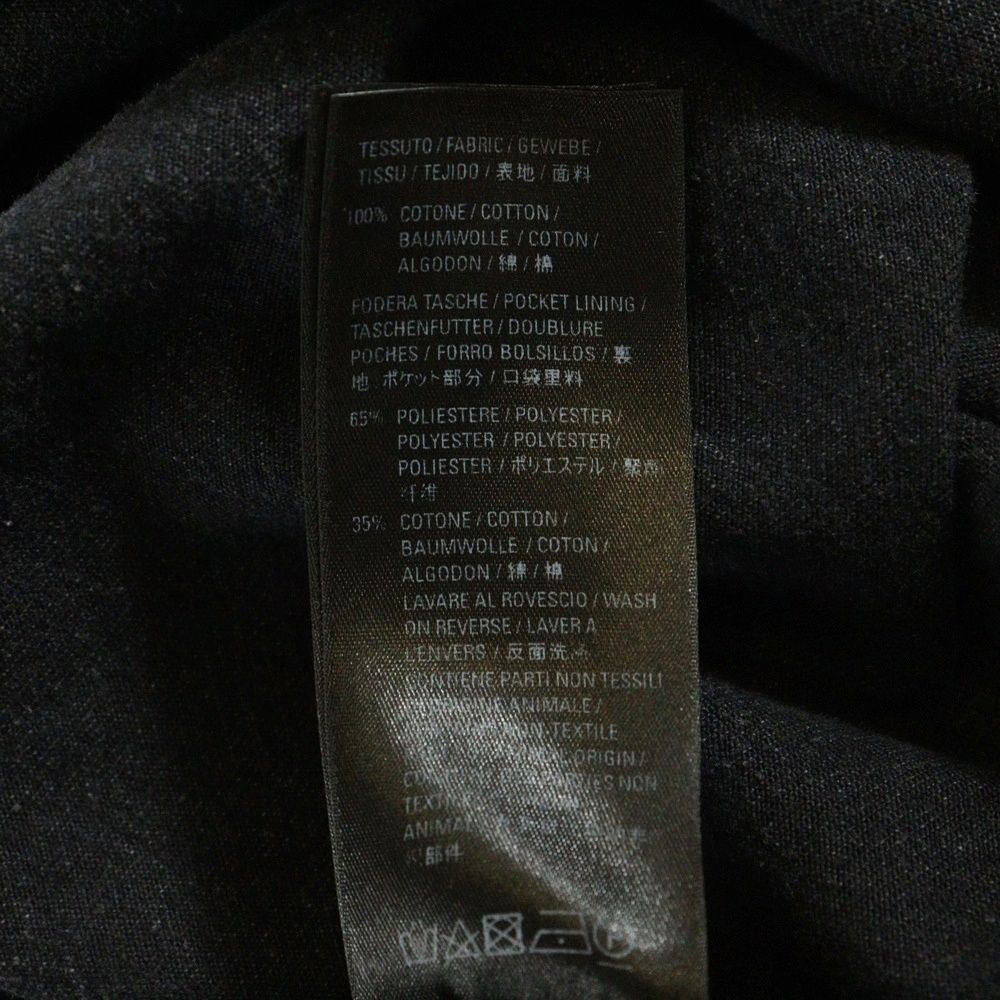 TESSUTO / FABRIC / GEWEBE /
TISSU / TEJIDO / 表地 / 面料
100% COTONE / COTTON /
BAUMWOLLE / COTON /
ALGODON / 綿 / 棉
FODERA TASCHE / POCKET LINING /
TASCHENFUTTER / DOUBLURE
POCHES / FORRO BOLSILLOS / 裏
地 ポケット部分 / 口袋里料
65% POLIESTERE / POLYESTER /
POLYESTER / POLYESTER /
POLIESTER / ポリエステル /
纤维
35% COTONE / COTTON /
BAUMWOLLE / COTON /
ALGODON / 綿 / 棉
LAVARE AL ROVESCIO / WASH
ON REVERSE / LAVER A
L'ENVERS / 反面洗
PARTI NON TESSILI
ANIMALE /
NON-TEXTILE
ORIGIN /
NON
部件